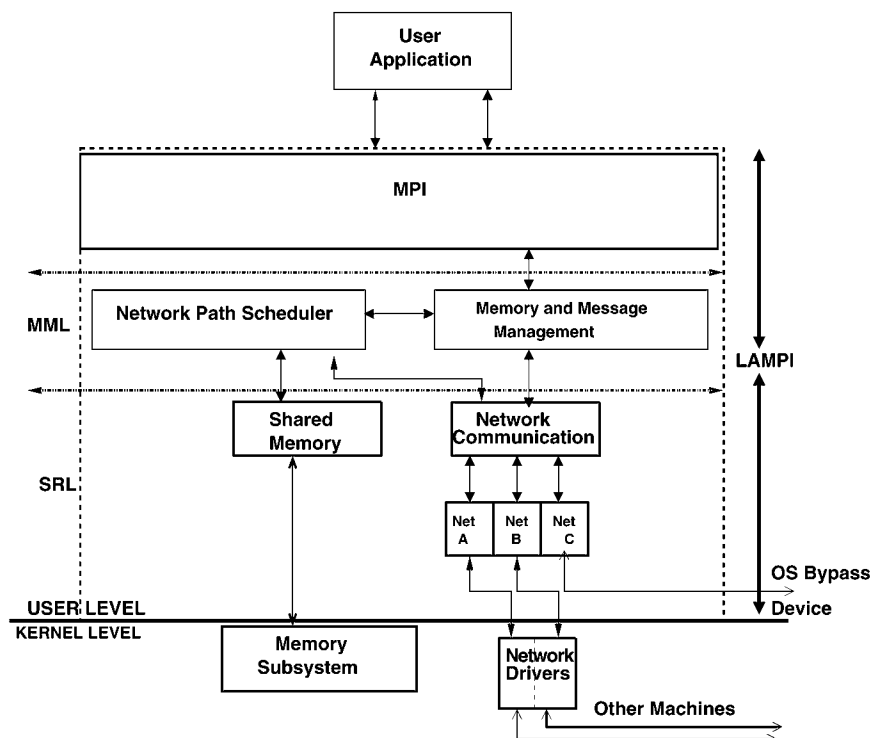 User
Application
MPI
MML
Network Path Scheduler
Memory and Message
Management
LAMPI
Shared
Memory
Network
Communication
SRL
Net
A
Net
B
Net
C
OS Bypass
Device
USER LEVEL
KERNEL LEVEL
Memory
Subsystem
Network
Drivers
Other Machines